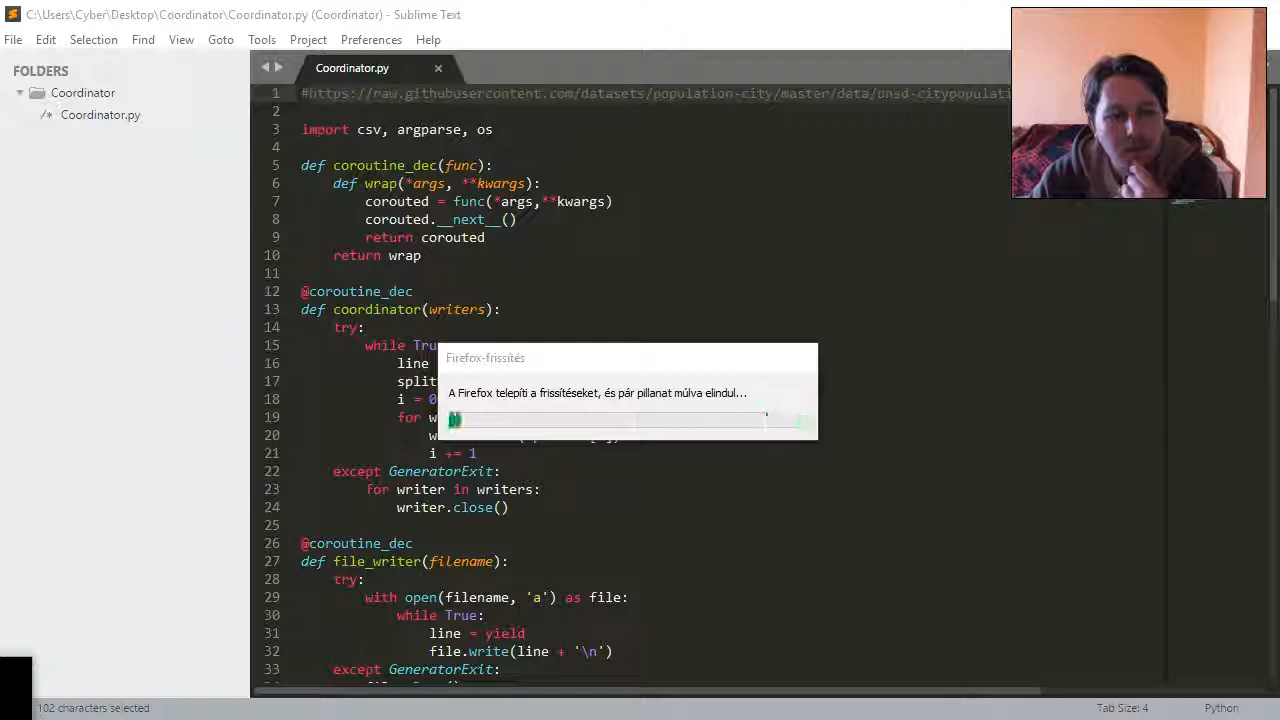 C:\Users\Cyber\Desktop\Coordinator\Coordinator.py (Coordinator) - Sublime Text
File Edit Selection Find View Goto Tools Project Preferences Help
FOLDERS
Coordinator
/* Coordinator.py
Coordinator.py ×
1 #https://raw.githubusercontent.com/datasets/population-city/master/data/unsd-citypopulati
2
3 import csv, argparse, os
4
5 def coroutine_dec(func):
6 def wrap(*args, **kwargs):
7 corouted = func(*args,**kwargs)
8 corouted.__next__()
9 return corouted
10 return wrap
11
12 @coroutine_dec
13 def coordinator(writers):
14 try:
15 while Tru
16 line
17 split
18 i = 0
19 for w
20 w
21 i += 1
22 except GeneratorExit:
23 for writer in writers:
24 writer.close()
25
26 @coroutine_dec
27 def file_writer(filename):
28 try:
29 with open(filename, 'a') as file:
30 while True:
31 line = yield
32 file.write(line + '\n')
33 except GeneratorExit:
Firefox-frissítés
A Firefox telepíti a frissítéseket, és pár pillanat múlva elindul...
102 characters selected
Tab Size: 4
Python